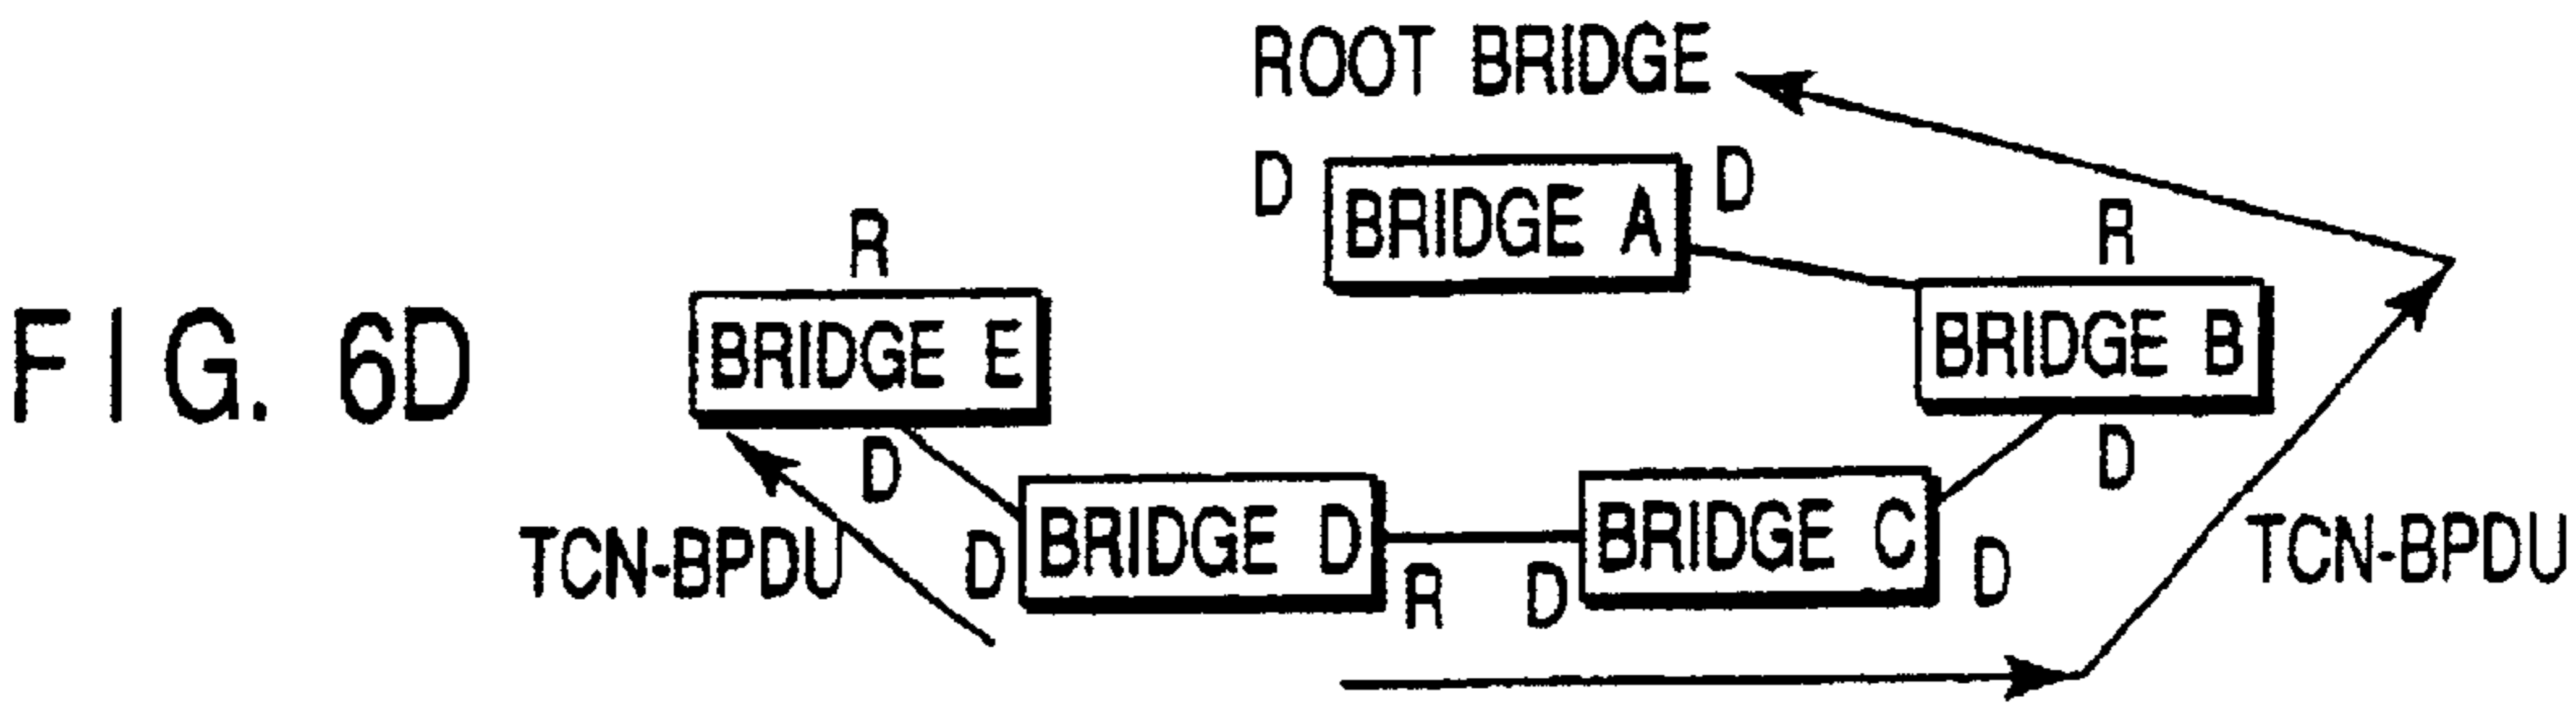 ROOT BRIDGE
D BRIDGE A D
R
R
FIG. 6D
BRIDGE E
BRIDGE B
D
D
TCN-BPDU
D BRIDGE D
BRIDGE C D
R D
TCN-BPDU